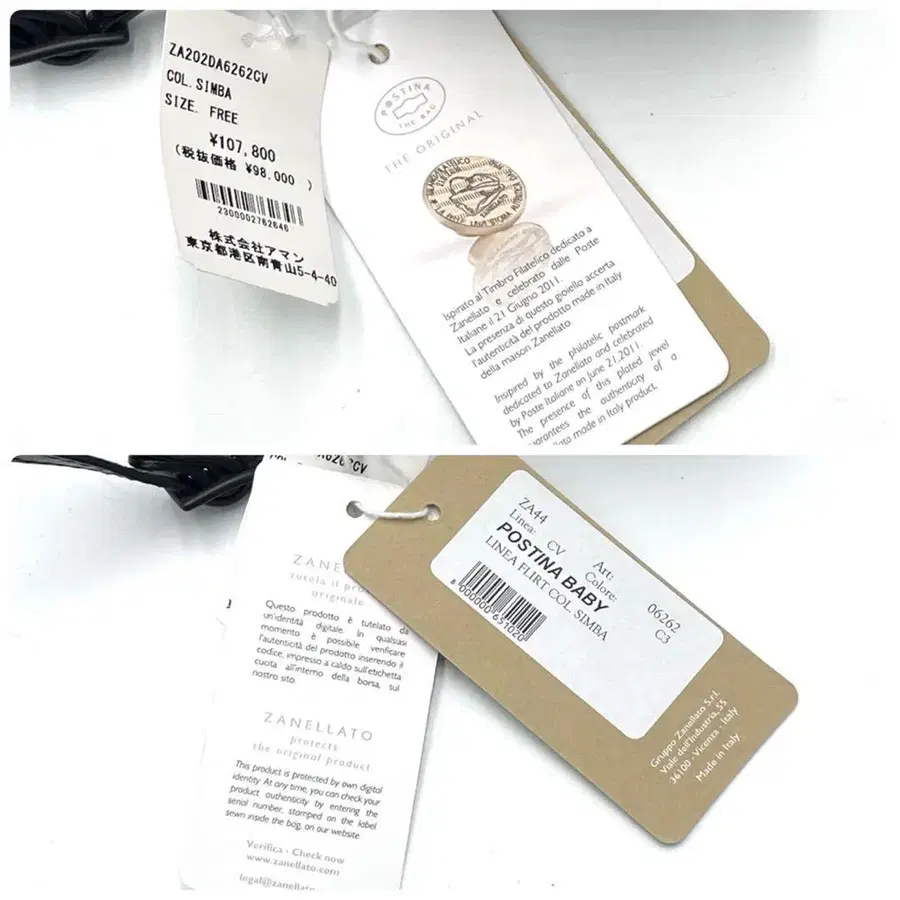 ZA202DA6262CV
COL. SIMBA
SIZE. FREE
¥107,800
(税抜価格 ¥98,000 )
2300002762646
株式会社アマン
東京都港区南青山5-4-40
POSTINA
THE BAG
THE ORIGINAL
ZANELLATO
Ispirato al Timbro Filatelico dedicato a
Zanellato e celebrato dalle Poste
Italiane il 21 Giugno 2011.
La presenza di questo gioiello accerta
l'autenticità del prodotto made in Italy
della maison Zanellato.
Insipired by the philatelic postmark
dedicated to Zanellato and celebrated
by Poste Italiane on June 21,2011.
The presence of this plated jewel
guarantees the authenticity of a
made in Italy product.
ZANE
tutela il pro
originale
Questo prodotto è tutelato da
un'identità digitale. In qualsiasi
momento è possibile verificare
l'autenticità del prodotto inserendo il
codice, impresso a caldo sull'etichetta
cucita all'interno della borsa, sul
nostro sito.
ZANELLATO
protects
the original product
This product is protected by own digital
identity. At any time, you can check your
product authenticity by entering the
serial number, stamped on the label
sewn inside the bag, on our website.
Verifica - Check now
www.zanellato.com
legal@zanellato
ZA44
Linea: CV Art: 06262
Colore: C3
POSTINA BABY
LINEA FLIRT COL. SIMBA
8 000000 651020
Gruppo Zanellato S.r.l.
Viale dell'Industria, 55
36100 - Vicenza - Italy
Made in Italy